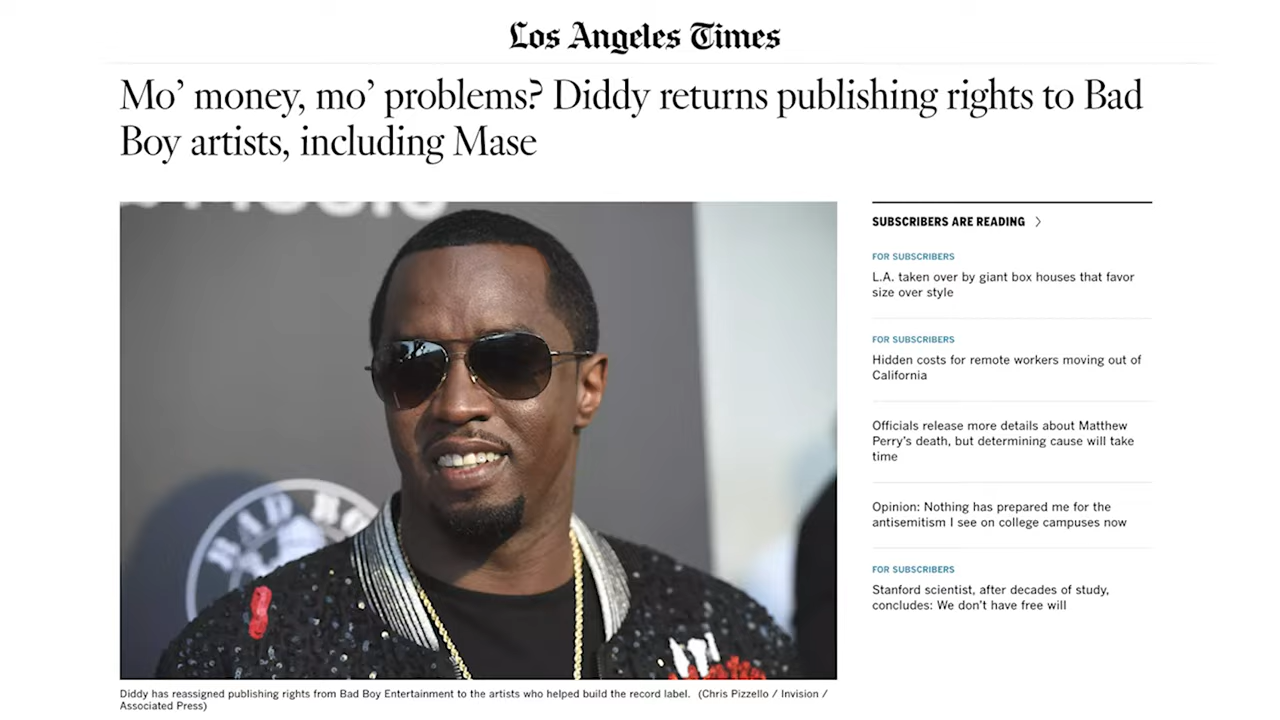 Los Angeles Times
Mo’ money, mo’ problems? Diddy returns publishing rights to Bad
Boy artists, including Mase
BAD BO
SUBSCRIBERS ARE READING
FOR SUBSCRIBERS
L.A. taken over by giant box houses that favor
size over style
FOR SUBSCRIBERS
Hidden costs for remote workers moving out of
California
Officials release more details about Matthew
Perry’s death, but determining cause will take
time
Opinion: Nothing has prepared me for the
antisemitism I see on college campuses now
FOR SUBSCRIBERS
Stanford scientist, after decades of study,
concludes: We don’t have free will
Diddy has reassigned publishing rights from Bad Boy Entertainment to the artists who helped build the record label. (Chris Pizzello / Invision /
Associated Press)